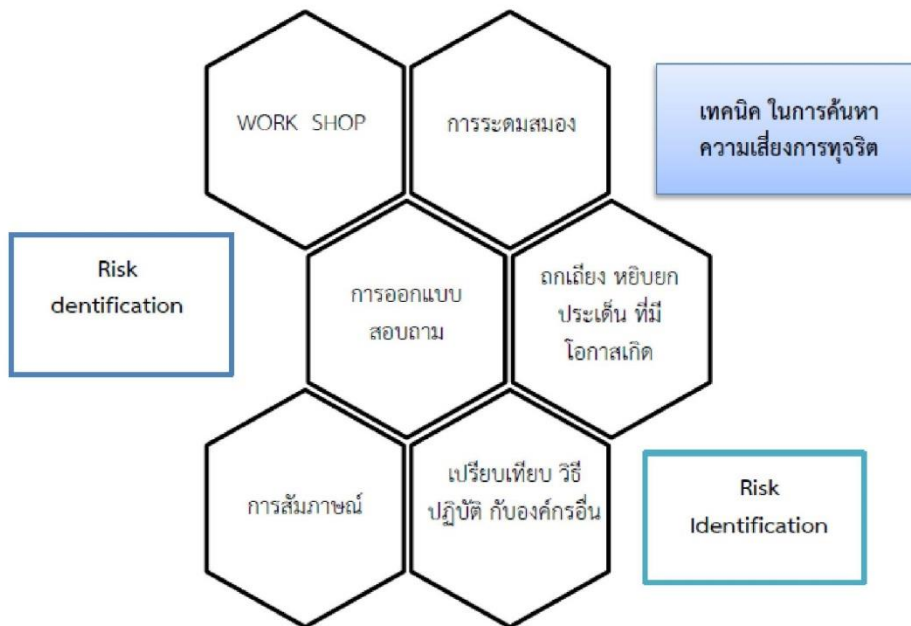 WORK SHOP
การระดมสมอง
เทคนิค ในการค้นหา
ความเสี่ยงการทุจริต
Risk
dentification
การออกแบบ
สอบถาม
ถกเถียง หยิบยก
ประเด็น ที่มี
โอกาสเกิด
การสัมภาษณ์
เปรียบเทียบ วิธี
ปฏิบัติ กับองค์กรอื่น
Risk
Identification